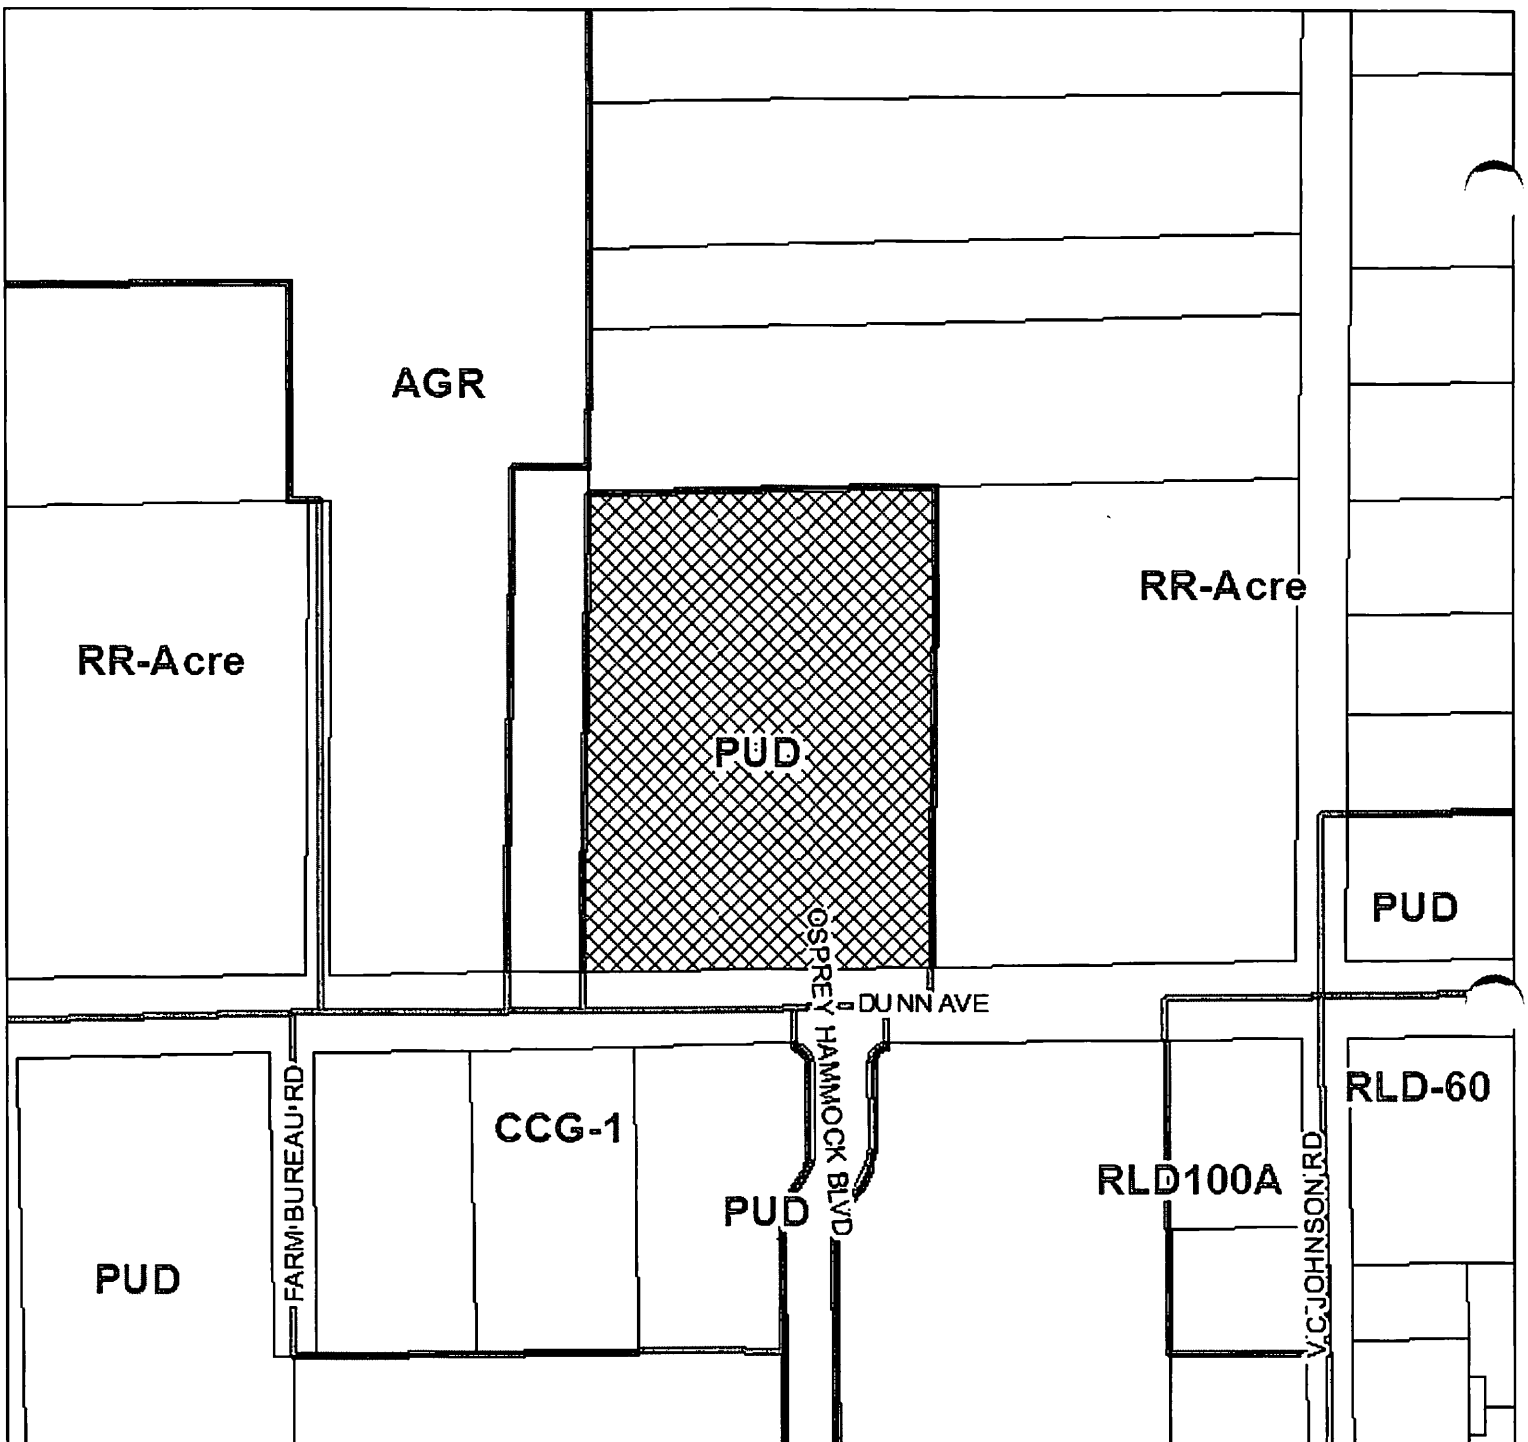 AGR
RR-Acre
RR-Acre
PUD
PUD
OSPREY HAMMOCK BLVD
DUNN AVE
FARM BUREAU RD
CCG-1
RLD-60
RLD100A
PUD
V C JOHNSON RD
PUD